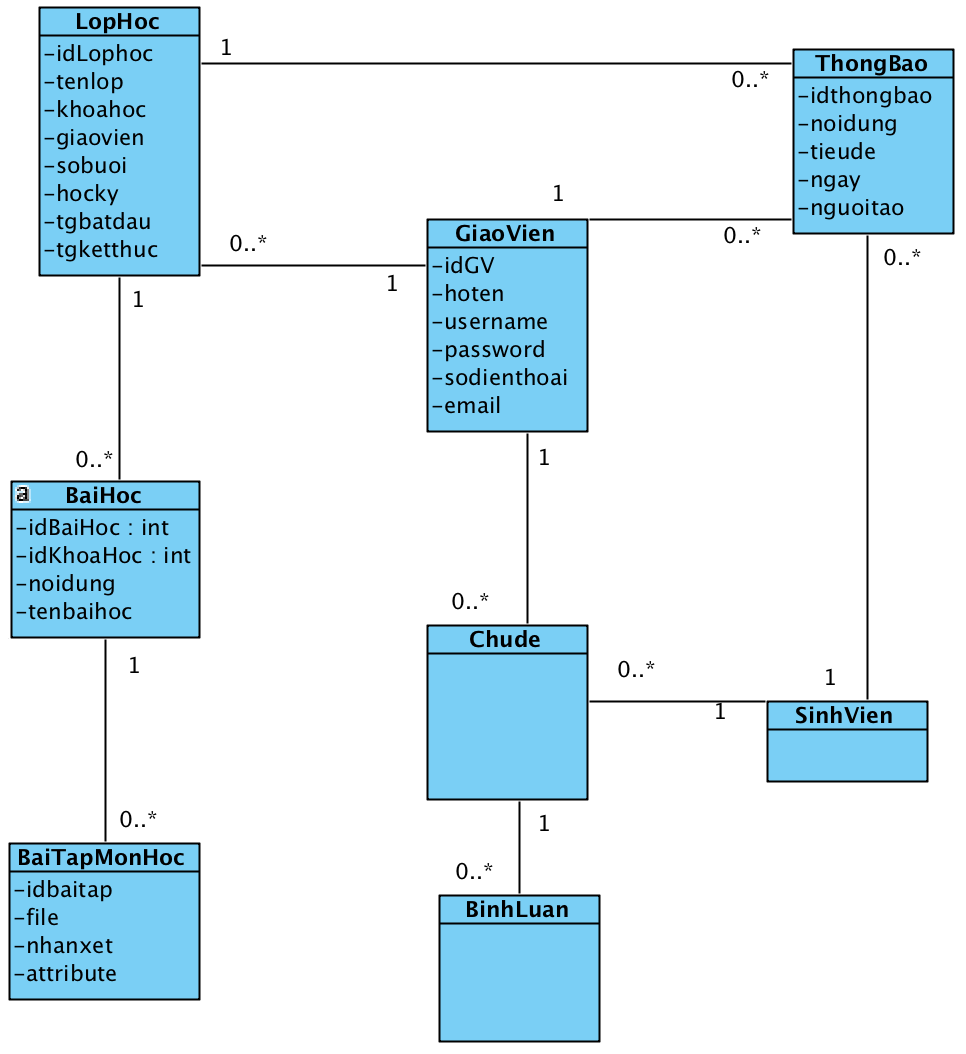 LopHoc
-idLophoc
-tenlop
-khoahoc
-giaovien
-sobuoi
-hocky
-tgbatdau
-tgketthuc
1
0..*
ThongBao
-idthongbao
-noidung
-tieude
-ngay
-nguoitao
1
0..*
0..*
0..*
1
GiaoVien
-idGV
-hoten
-username
-password
-sodienthoai
-email
1
0..*
1
0..*
a
BaiHoc
-idBaiHoc : int
-idKhoaHoc : int
-noidung
-tenbaihoc
Chude
0..*
1
1
SinhVien
1
0..*
BaiTapMonHoc
-idbaitap
-file
-nhanxet
-attribute
1
0..*
BinhLuan